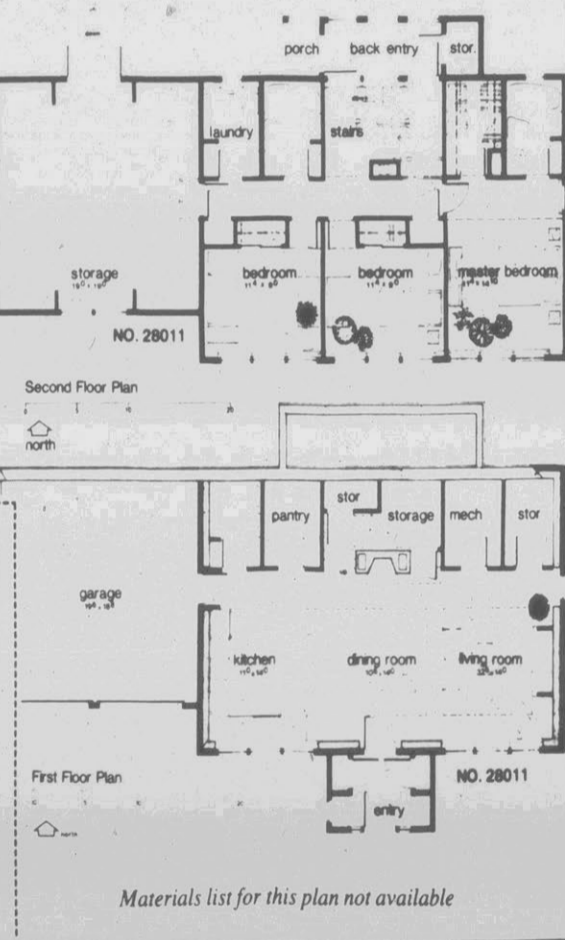 porch back entry stor.
laundry stairs
storage bedroom bedroom master bedroom
NO. 28011
Second Floor Plan
north
stor
pantry storage mech stor
garage
kitchen dining room living room
First Floor Plan NO. 28011
entry
north
Materials list for this plan not available